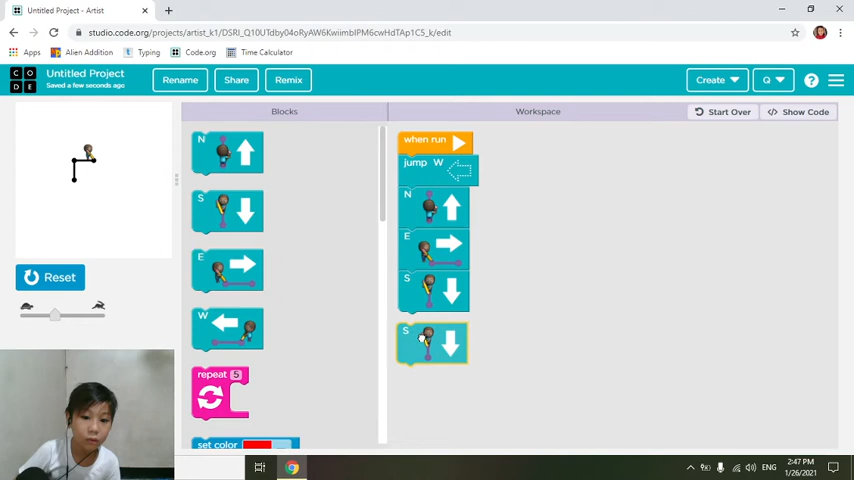 Untitled Project - Artist
studio.code.org/projects/artist_k1/DSRI_Q10UTdby04oRyAW6KwiimbIPM6cwHdTAp1C5_k/edit
Apps Alien Addition Typing Code.org Time Calculator
CODE
Untitled Project
Saved a few seconds ago
Rename Share Remix Create Q ?
Blocks Workspace Start Over </> Show Code
N
S
E
W
repeat 5
set color
when run
jump W
N
E
S
S
Reset
ENG
2:47 PM
1/26/2021